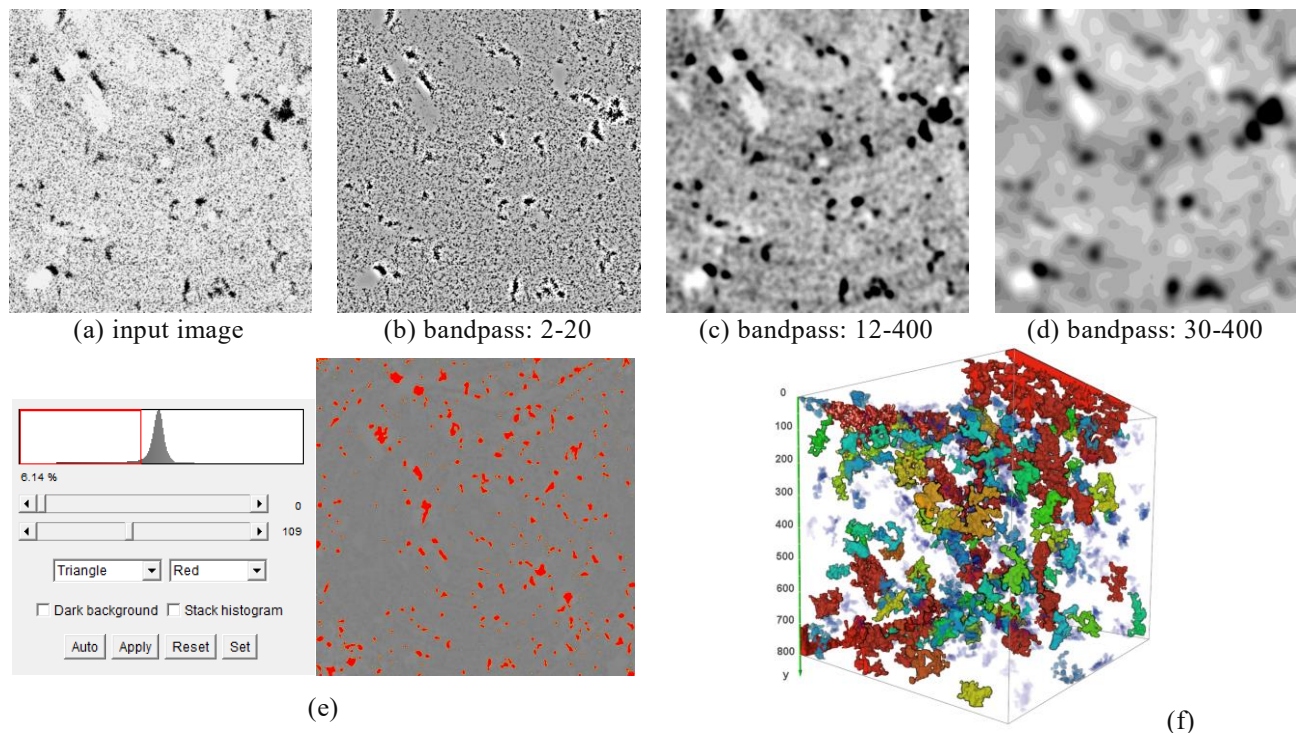 (a) input image
(b) bandpass: 2-20
(c) bandpass: 12-400
(d) bandpass: 30-400
6.14 %
0
109
Triangle
Red
Dark background
Stack histogram
Auto
Apply
Reset
Set
(e)
0
100
200
300
400
500
600
700
800
y
(f)